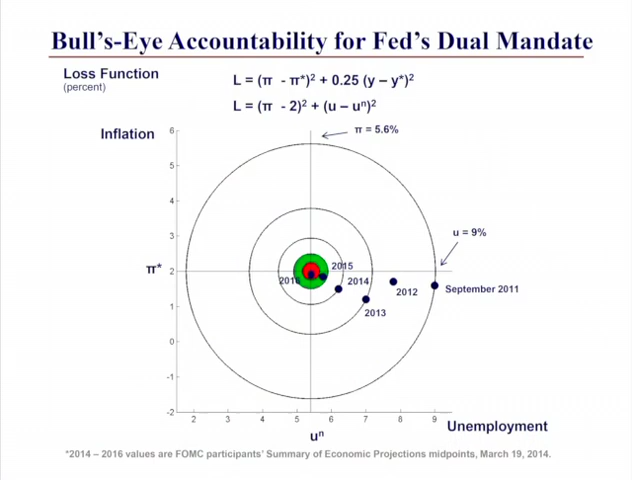 Bull's-Eye Accountability for Fed's Dual Mandate
Loss Function
(percent)
L = (π - π*)² + 0.25 (y – y*)²
L = (π - 2)² + (u – uⁿ)²
Inflation
π = 5.6%
6
5
4
3
2
1
0
-1
-2
π*
u = 9%
2015
2016
2014
2012
2013
September 2011
2 3 4 5 6 7 8 9
uⁿ
Unemployment
*2014 – 2016 values are FOMC participants' Summary of Economic Projections midpoints, March 19, 2014.